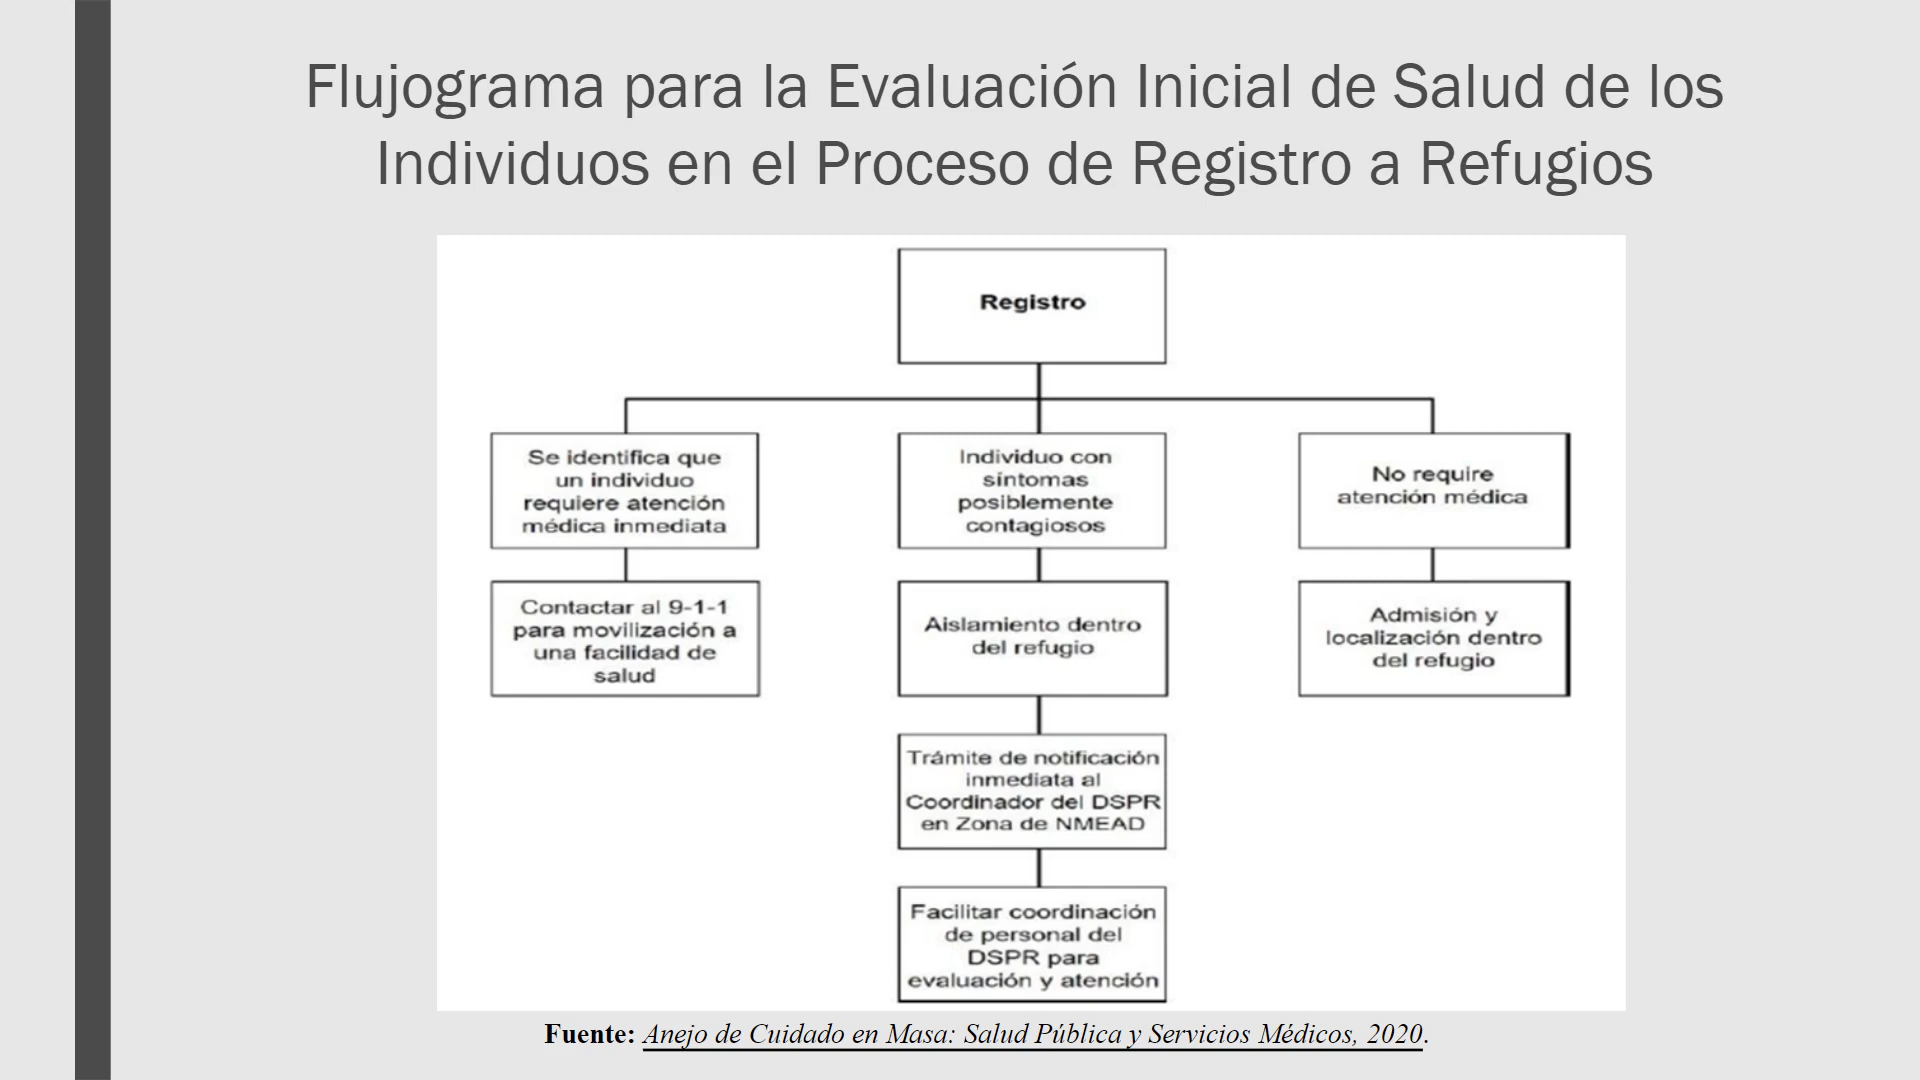 Flujograma para la Evaluación Inicial de Salud de los
Individuos en el Proceso de Registro a Refugios
Registro
Se identifica que
un individuo
requiere atención
médica inmediata
Individuo con
síntomas
posiblemente
contagiosos
No require
atención médica
Contactar al 9-1-1
para movilización a
una facilidad de
salud
Aislamiento dentro
del refugio
Admisión y
localización dentro
del refugio
Trámite de notificación
inmediata al
Coordinador del DSPR
en Zona de NMEAD
Facilitar coordinación
de personal del
DSPR para
evaluación y atención
Fuente: Anejo de Cuidado en Masa: Salud Pública y Servicios Médicos, 2020.